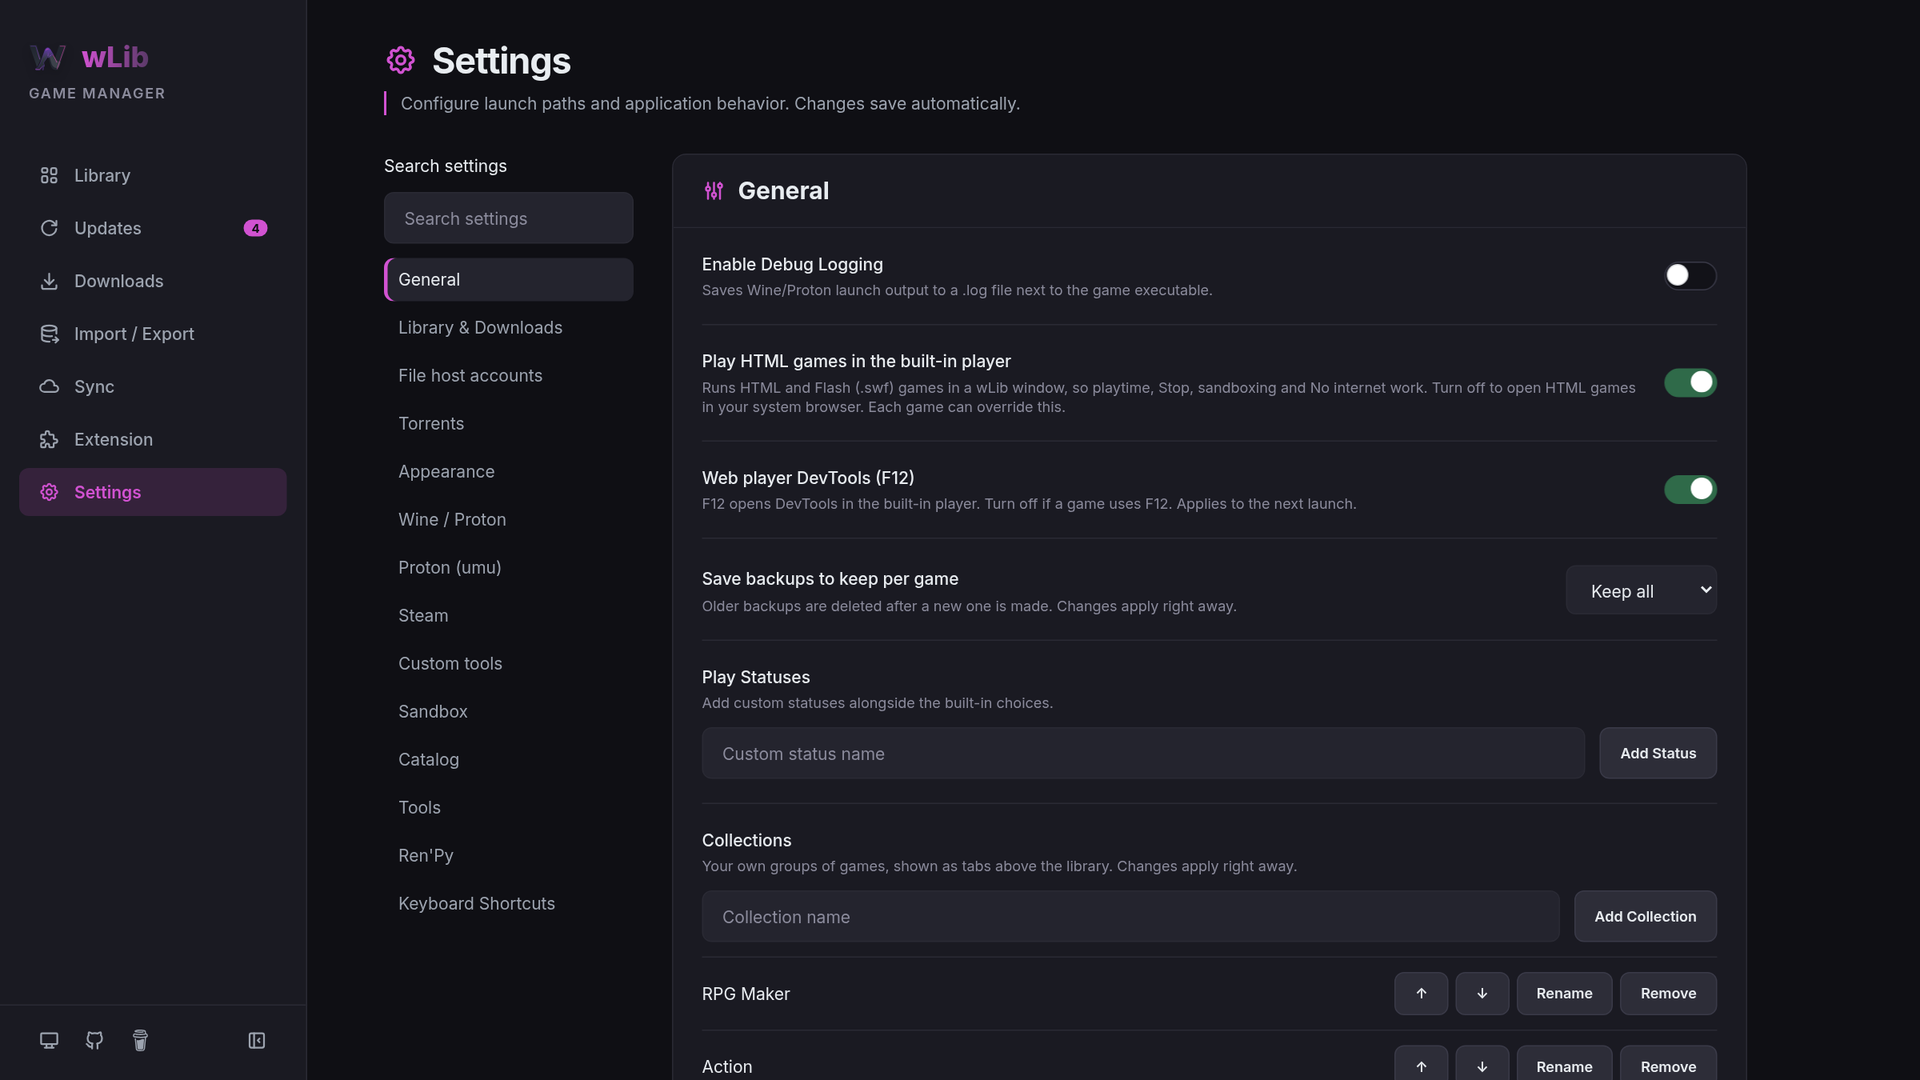 wLib
GAME MANAGER
Library
Updates
4
Downloads
Import / Export
Sync
Extension
Settings
Settings
Configure launch paths and application behavior. Changes save automatically.
Search settings
Search settings
General
Library & Downloads
File host accounts
Torrents
Appearance
Wine / Proton
Proton (umu)
Steam
Custom tools
Sandbox
Catalog
Tools
Ren'Py
Keyboard Shortcuts
General
Enable Debug Logging
Saves Wine/Proton launch output to a .log file next to the game executable.
Play HTML games in the built-in player
Runs HTML and Flash (.swf) games in a wLib window, so playtime, Stop, sandboxing and No internet work. Turn off to open HTML games
in your system browser. Each game can override this.
Web player DevTools (F12)
F12 opens DevTools in the built-in player. Turn off if a game uses F12. Applies to the next launch.
Save backups to keep per game
Older backups are deleted after a new one is made. Changes apply right away.
Keep all
Play Statuses
Add custom statuses alongside the built-in choices.
Custom status name
Add Status
Collections
Your own groups of games, shown as tabs above the library. Changes apply right away.
Collection name
Add Collection
RPG Maker
↑ ↓ Rename Remove
Action
↑ ↓ Rename Remove